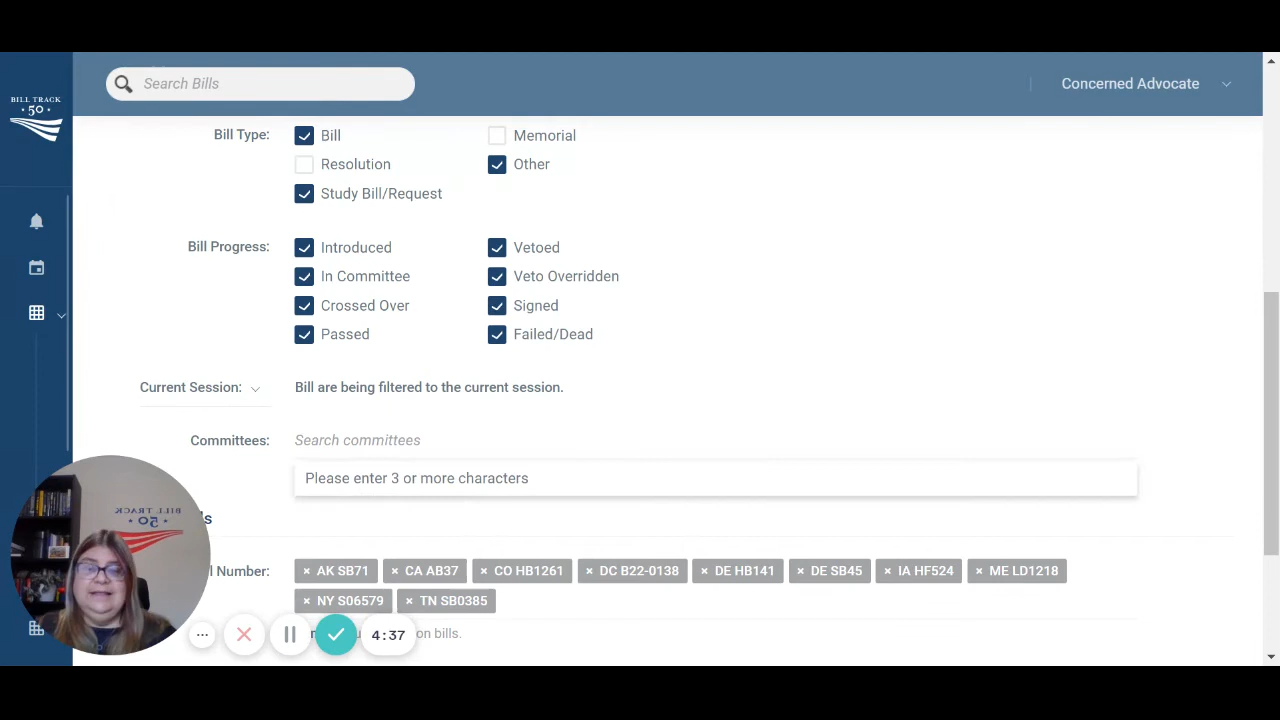 BILL TRACK
50
Search Bills
Concerned Advocate
Bill Type:
Bill
Memorial
Resolution
Other
Study Bill/Request
Bill Progress:
Introduced
Vetoed
In Committee
Veto Overridden
Crossed Over
Signed
Passed
Failed/Dead
Current Session:
Bill are being filtered to the current session.
Committees:
Search committees
Please enter 3 or more characters
BILL TRACK
50
Number:
× AK SB71
× CA AB37
× CO HB1261
× DC B22-0138
× DE HB141
× DE SB45
× IA HF524
× ME LD1218
× NY S06579
× TN SB0385
4:37
on bills.